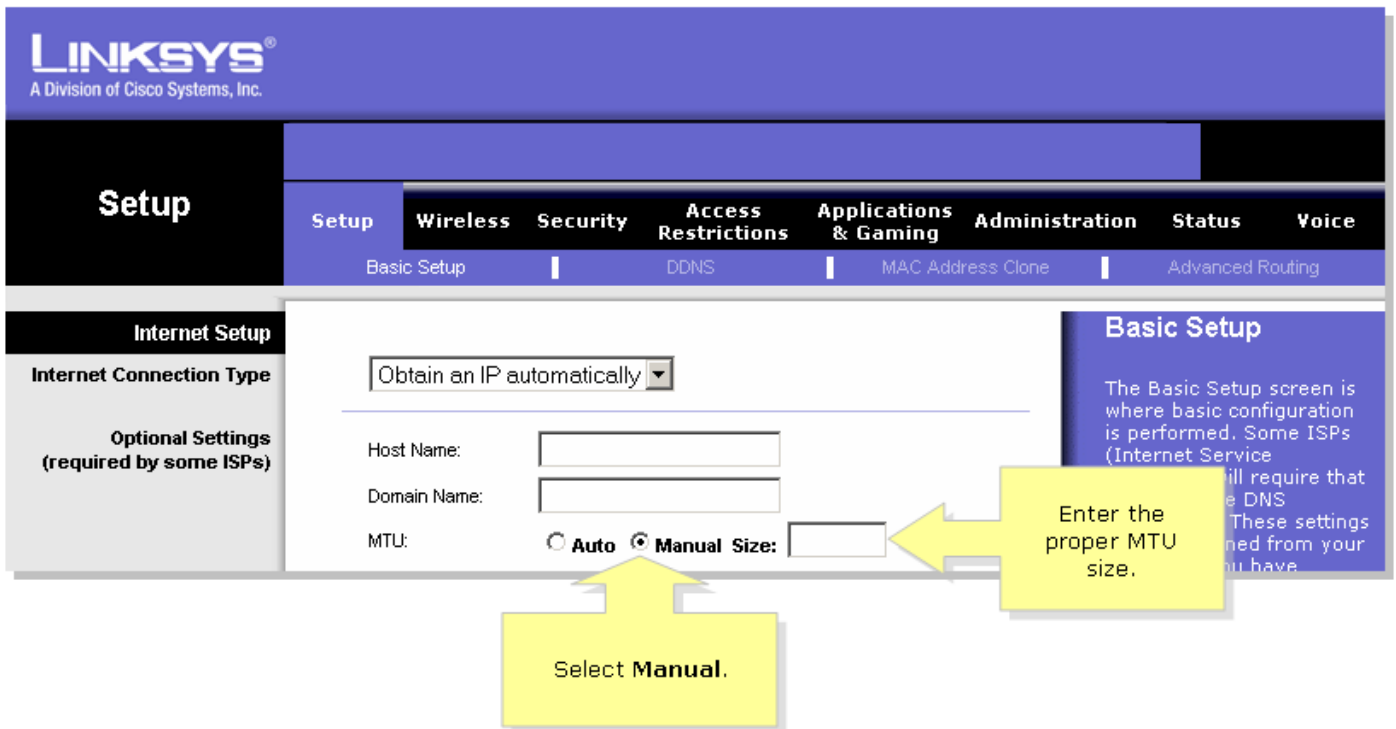 LINKSYS®
A Division of Cisco Systems, Inc.
Setup
Setup Wireless Security Access Restrictions Applications & Gaming Administration Status Voice
Basic Setup DDNS MAC Address Clone Advanced Routing
Internet Setup
Internet Connection Type
Obtain an IP automatically
Optional Settings
(required by some ISPs)
Host Name:
Domain Name:
MTU: Auto Manual Size:
Basic Setup
The Basic Setup screen is
where basic configuration
is performed. Some ISPs
(Internet Service
require that
DNS
These settings
from your
have
Enter the
proper MTU
size.
Select Manual.